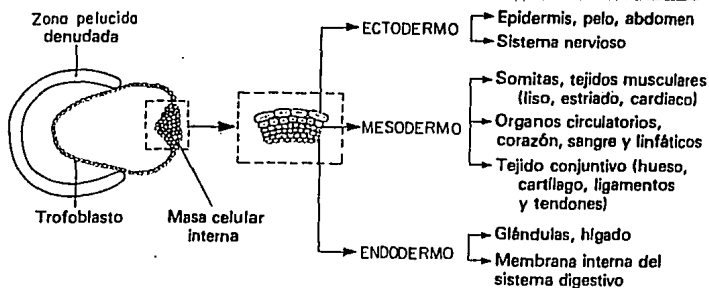 Zona pelucida
denudada
Trofoblasto
Masa celular
interna
ECTODERMO
Epidermis, pelo, abdomen
Sistema nervioso
MESODERMO
Somitas, tejidos musculares
(liso, estriado, cardiaco)
Organos circulatorios,
corazón, sangre y linfáticos
Tejido conjuntivo (hueso,
cartílago, ligamentos
y tendones)
ENDODERMO
Glándulas, hígado
Membrana interna del
sistema digestivo